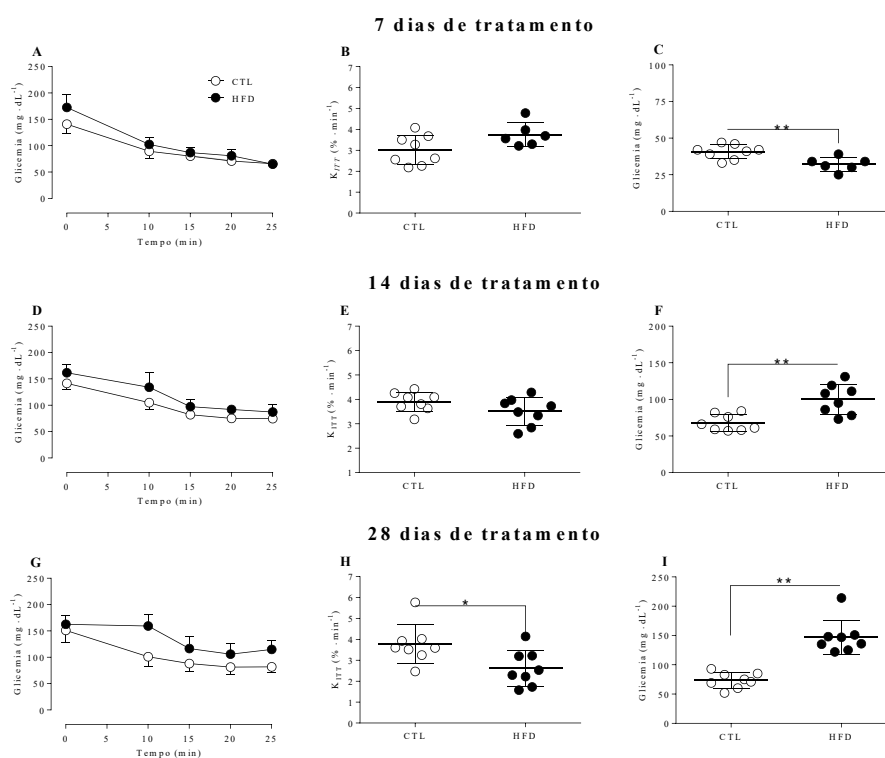 7 dias de tratamento
A
B
C
250
200
150
100
50
0
Glicemia (mg · dL⁻¹)
CTL
HFD
0 5 10 15 20 25
Tempo (min)
7
6
5
4
3
2
1
0
K_ITT (% · min⁻¹)
CTL HFD
100
75
50
25
0
Glicemia (mg · dL⁻¹)
**
CTL HFD
14 dias de tratamento
D
E
F
250
200
150
100
50
0
Glicemia (mg · dL⁻¹)
0 5 10 15 20 25
Tempo (min)
7
6
5
4
3
2
1
K_ITT (% · min⁻¹)
CTL HFD
200
150
100
50
0
Glicemia (mg · dL⁻¹)
**
CTL HFD
28 dias de tratamento
G
H
I
250
200
150
100
50
0
Glicemia (mg · dL⁻¹)
0 5 10 15 20 25
Tempo (min)
7
6
5
4
3
2
1
0
K_ITT (% · min⁻¹)
*
CTL HFD
250
200
150
100
50
0
Glicemia (mg · dL⁻¹)
**
CTL HFD